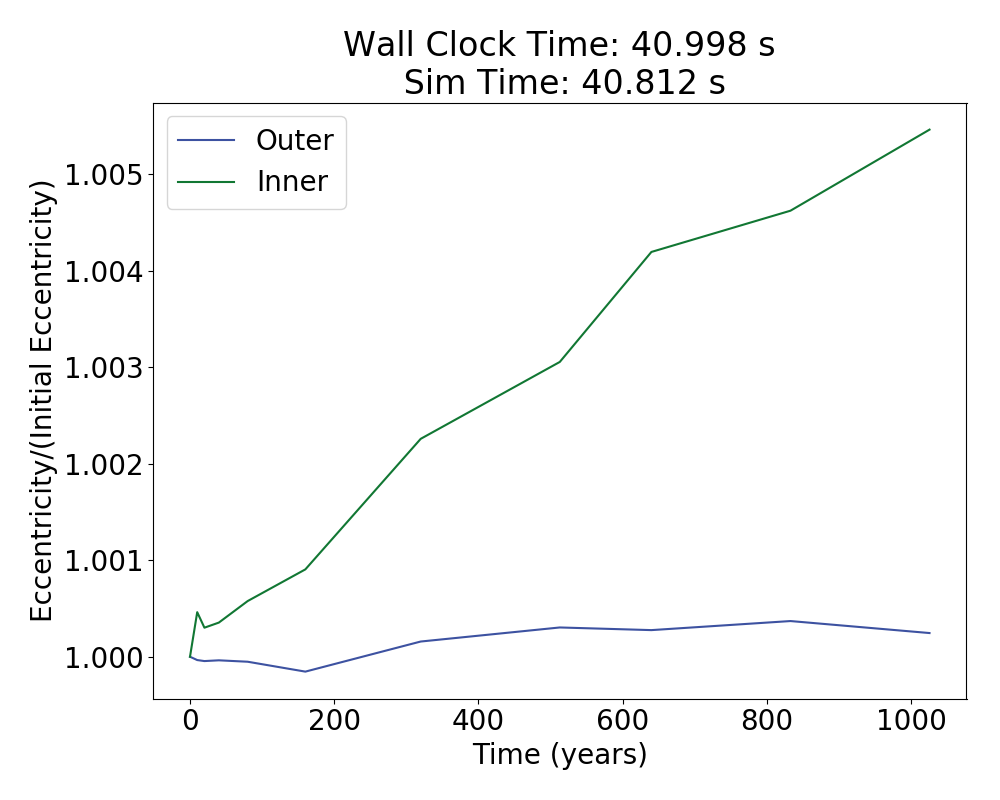 Wall Clock Time: 40.998 s
Sim Time: 40.812 s
Outer
Inner
Eccentricity/(Initial Eccentricity)
1.005
1.004
1.003
1.002
1.001
1.000
0 200 400 600 800 1000
Time (years)